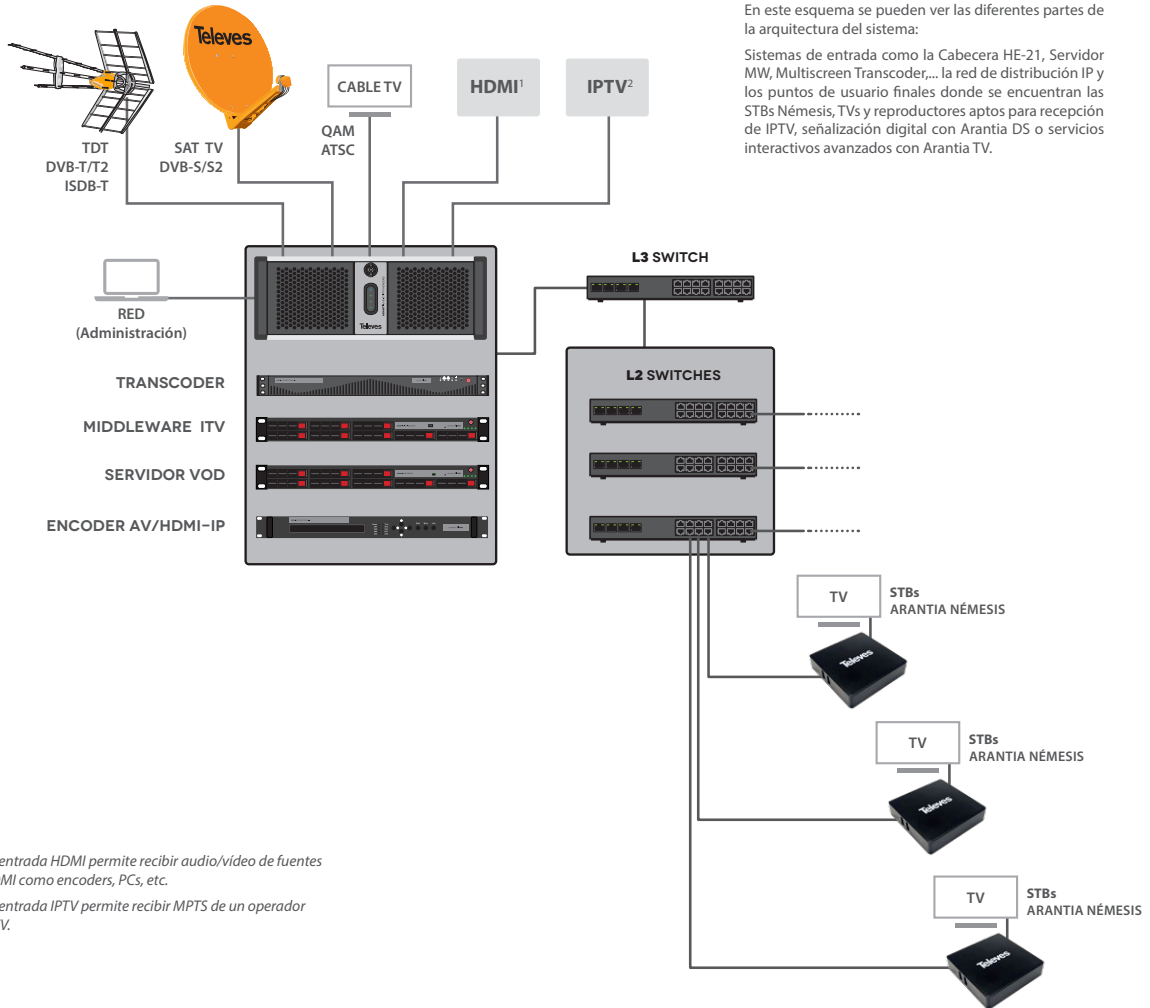 En este esquema se pueden ver las diferentes partes de
la arquitectura del sistema:
Sistemas de entrada como la Cabecera HE-21, Servidor
MW, Multiscreen Transcoder,... la red de distribución IP y
los puntos de usuario finales donde se encuentran las
STBs Némesis, TVs y reproductores aptos para recepción
de IPTV, señalización digital con Arantia DS o servicios
interactivos avanzados con Arantia TV.
Televes
CABLE TV
HDMI¹
IPTV²
TDT
DVB-T/T2
ISDB-T
SAT TV
DVB-S/S2
QAM
ATSC
RED
(Administración)
Televes
L3 SWITCH
TRANSCODER
MIDDLEWARE ITV
SERVIDOR VOD
ENCODER AV/HDMI-IP
L2 SWITCHES
TV
STBs
ARANTIA NÉMESIS
Televes
TV
STBs
ARANTIA NÉMESIS
Televes
TV
STBs
ARANTIA NÉMESIS
Televes
entrada HDMI permite recibir audio/vídeo de fuentes
MI como encoders, PCs, etc.
entrada IPTV permite recibir MPTS de un operador
V.